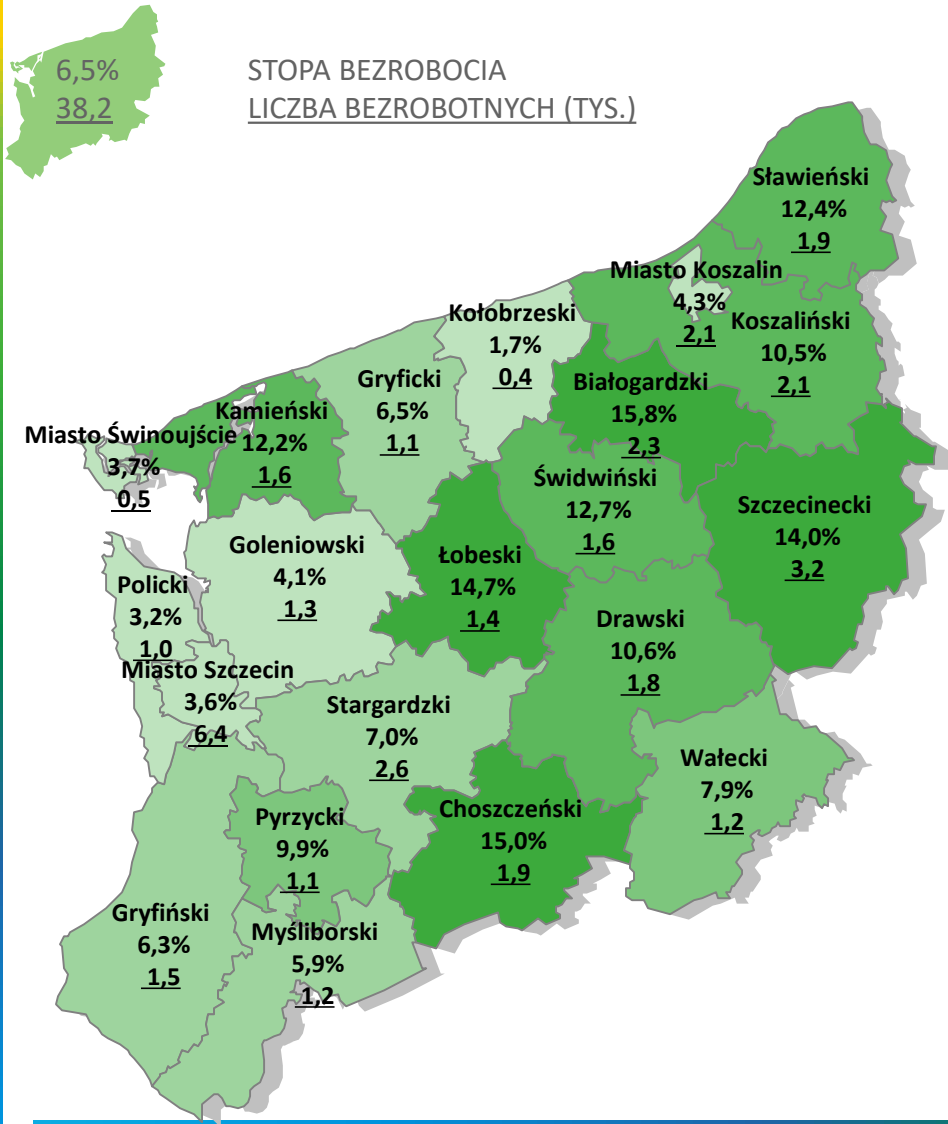 6,5%
38,2
STOPA BEZROBOCIA
LICZBA BEZROBOTNYCH (TYS.)
Sławieński
12,4%
1,9
Miasto Koszalin
4,3%
2,1
Koszaliński
10,5%
2,1
Kołobrzeski
1,7%
0,4
Białogardzki
15,8%
2,3
Gryficki
6,5%
1,1
Kamieński
12,2%
1,6
Miasto Świnoujście
3,7%
0,5
Świdwiński
12,7%
1,6
Szczecinecki
14,0%
3,2
Goleniowski
4,1%
1,3
Łobeski
14,7%
1,4
Policki
3,2%
1,0
Drawski
10,6%
1,8
Miasto Szczecin
3,6%
6,4
Stargardzki
7,0%
2,6
Wałecki
7,9%
1,2
Choszczeński
15,0%
1,9
Pyrzycki
9,9%
1,1
Gryfiński
6,3%
1,5
Myśliborski
5,9%
1,2